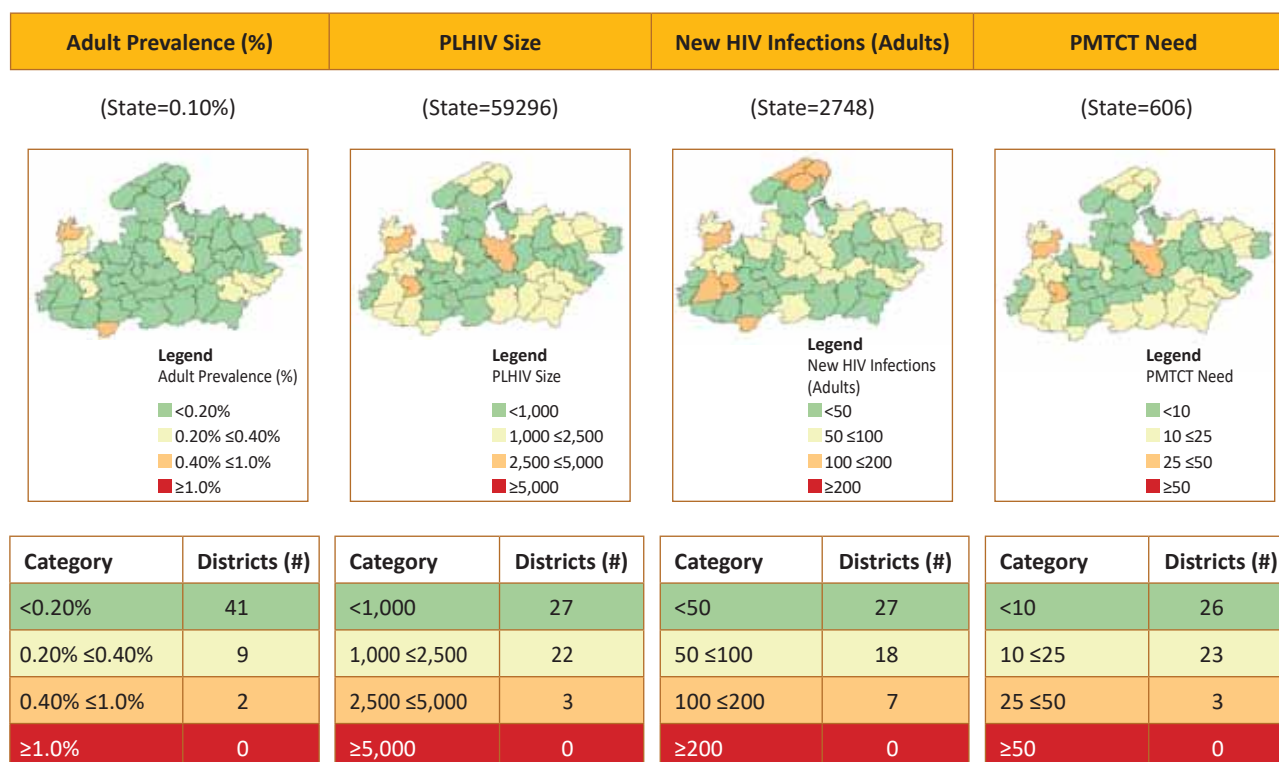 Adult Prevalence (%) PLHIV Size New HIV Infections (Adults) PMTCT Need
(State=0.10%) (State=59296) (State=2748) (State=606)
Legend
Adult Prevalence (%)
<0.20%
0.20% ≤0.40%
0.40% ≤1.0%
≥1.0%
Legend
PLHIV Size
<1,000
1,000 ≤2,500
2,500 ≤5,000
≥5,000
Legend
New HIV Infections
(Adults)
<50
50 ≤100
100 ≤200
≥200
Legend
PMTCT Need
<10
10 ≤25
25 ≤50
≥50
Category Districts (#)
<0.20% 41
0.20% ≤0.40% 9
0.40% ≤1.0% 2
≥1.0% 0
Category Districts (#)
<1,000 27
1,000 ≤2,500 22
2,500 ≤5,000 3
≥5,000 0
Category Districts (#)
<50 27
50 ≤100 18
100 ≤200 7
≥200 0
Category Districts (#)
<10 26
10 ≤25 23
25 ≤50 3
≥50 0